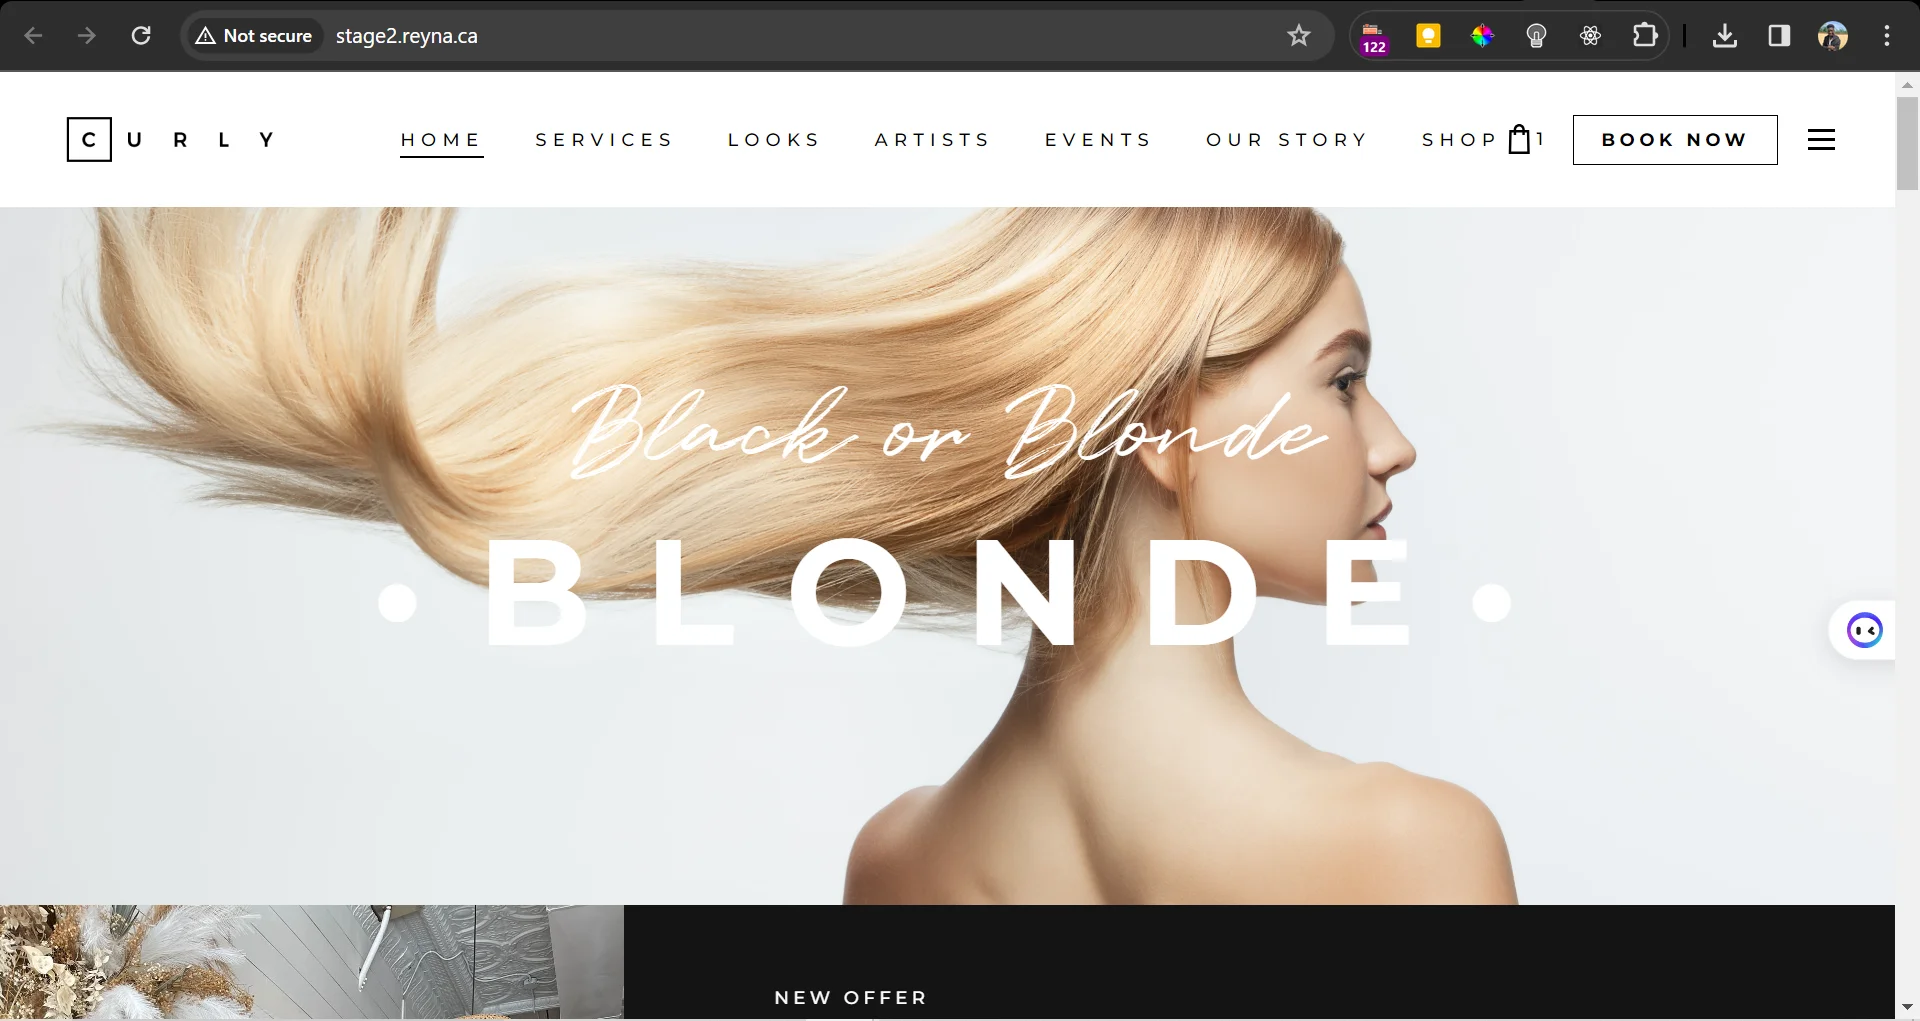 Not secure stage2.reyna.ca 122
C U R L Y HOME SERVICES LOOKS ARTISTS EVENTS OUR STORY SHOP 1 BOOK NOW
Black or Blonde
• BLONDE •
NEW OFFER